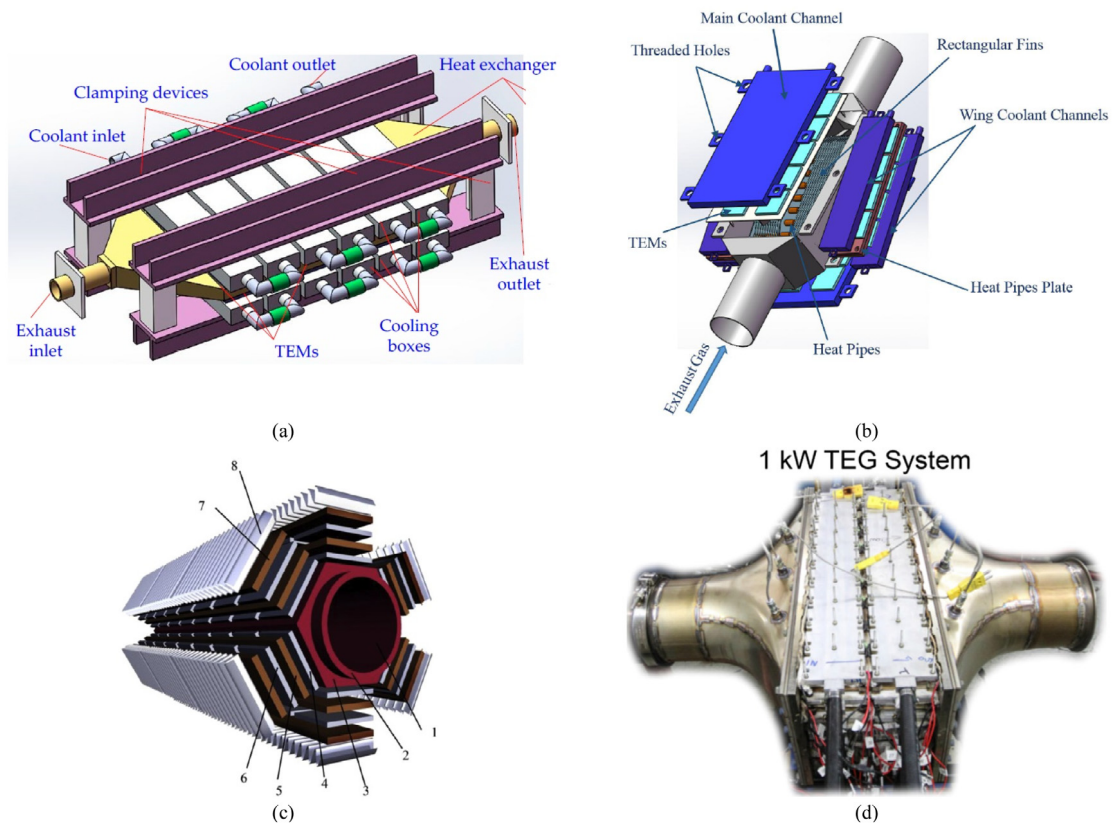 Coolant outlet
Heat exchanger
Clamping devices
Coolant inlet
Exhaust
outlet
Exhaust
inlet
TEMs
Cooling
boxes
(a)
Main Coolant Channel
Threaded Holes
Rectangular Fins
Wing Coolant Channels
TEMs
Heat Pipes Plate
Heat Pipes
Exhaust Gas
(b)
8
7
6
5
4
3
2
1
(c)
1 kW TEG System
IN
(d)